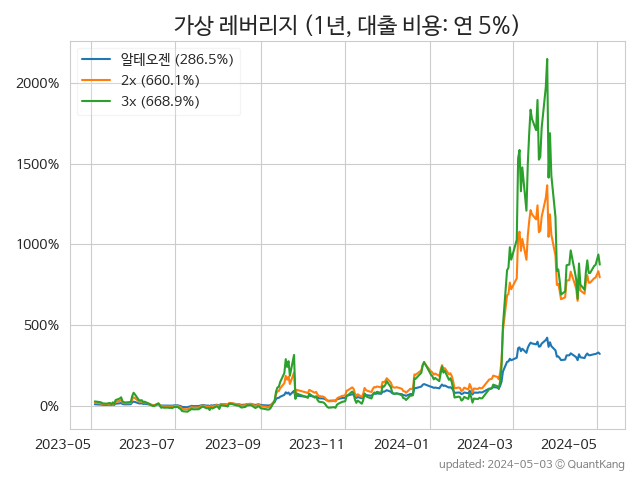 가상 레버리지 (1년, 대출 비용: 연 5%)
알테오젠 (286.5%)
2x (660.1%)
3x (668.9%)
2000%
1500%
1000%
500%
0%
2023-05 2023-07 2023-09 2023-11 2024-01 2024-03 2024-05
updated: 2024-05-03 © QuantKang